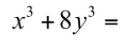 x³ + 8y³ =